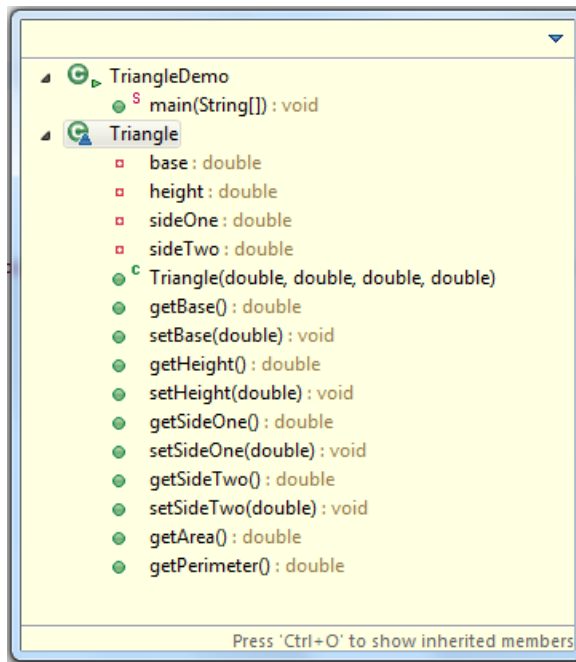 TriangleDemo
S main(String[]) : void
Triangle
base : double
height : double
sideOne : double
sideTwo : double
C Triangle(double, double, double, double)
getBase() : double
setBase(double) : void
getHeight() : double
setHeight(double) : void
getSideOne() : double
setSideOne(double) : void
getSideTwo() : double
setSideTwo(double) : void
getArea() : double
getPerimeter() : double
Press 'Ctrl+O' to show inherited members